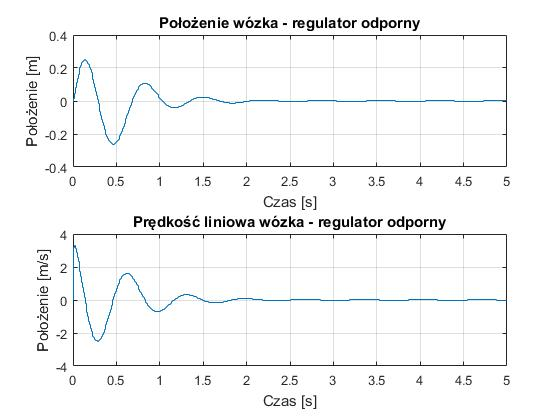 Położenie wózka - regulator odporny
0.4
0.2
0
-0.2
-0.4
Położenie [m]
0 0.5 1 1.5 2 2.5 3 3.5 4 4.5 5
Czas [s]
Prędkość liniowa wózka - regulator odporny
4
2
0
-2
-4
Położenie [m/s]
0 0.5 1 1.5 2 2.5 3 3.5 4 4.5 5
Czas [s]